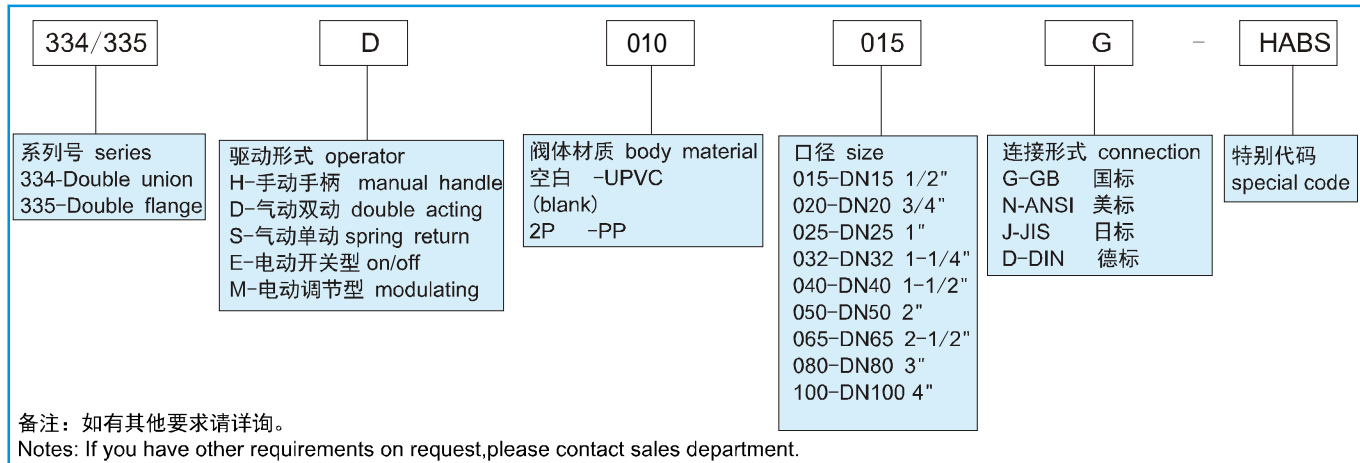 334/335 D 010 015 G - HABS
系列号 series
334-Double union
335-Double flange
驱动形式 operator
H-手动手柄 manual handle
D-气动双动 double acting
S-气动单动 spring return
E-电动开关型 on/off
M-电动调节型 modulating
阀体材质 body material
空白 -UPVC
(blank)
2P -PP
口径 size
015-DN15 1/2"
020-DN20 3/4"
025-DN25 1"
032-DN32 1-1/4"
040-DN40 1-1/2"
050-DN50 2"
065-DN65 2-1/2"
080-DN80 3"
100-DN100 4"
连接形式 connection
G-GB 国标
N-ANSI 美标
J-JIS 日标
D-DIN 德标
特别代码
special code
备注：如有其他要求请详询。
Notes: If you have other requirements on request,please contact sales department.